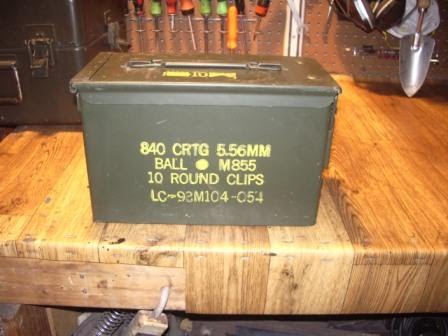 840 CRTG 5.56MM
BALL M855
10 ROUND CLIPS
LC-93M104-054